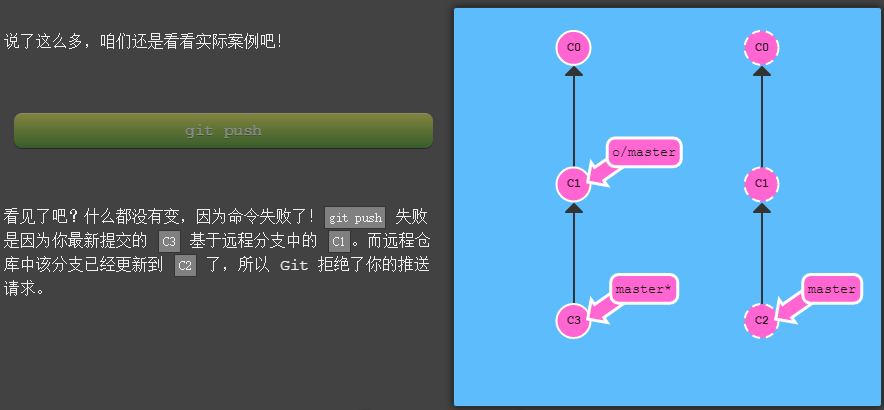 说了这么多，咱们还是看看实际案例吧！
git push
看见了吧？什么都没有变，因为命令失败了！git push 失败
是因为你最新提交的 C3 基于远程分支中的 C1。而远程仓
库中该分支已经更新到 C2 了，所以 Git 拒绝了你的推送
请求。
C0
C0
o/master
C1
C1
master*
master
C3
C2